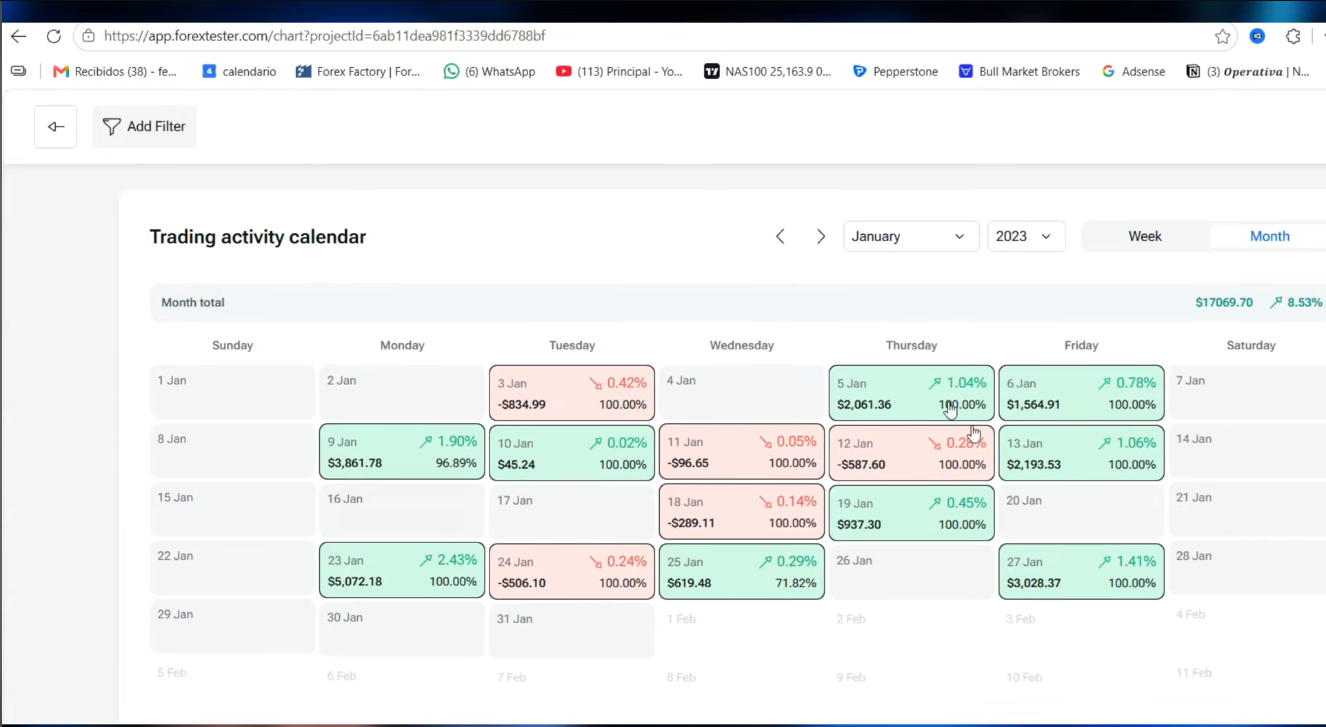 https://app.forextester.com/chart?projectId=6ab11dea981f3339dd6788bf
Recibidos (38) - fe... 4 calendario Forex Factory | For... (6) WhatsApp (113) Principal - Yo... 17 NAS100 25,163.9 0... Pepperstone Bull Market Brokers Adsense (3) Operativa | N...
Add Filter
Trading activity calendar January 2023 Week Month
Month total $17069.70 8.53%
Sunday Monday Tuesday Wednesday Thursday Friday Saturday
1 Jan 2 Jan 3 Jan 0.42% 4 Jan 5 Jan 1.04% 6 Jan 0.78% 7 Jan
-$834.99 100.00% $2,061.36 100.00% $1,564.91 100.00%
8 Jan 9 Jan 1.90% 10 Jan 0.02% 11 Jan 0.05% 12 Jan 0.28% 13 Jan 1.06% 14 Jan
$3,861.78 96.89% $45.24 100.00% -$96.65 100.00% -$587.60 100.00% $2,193.53 100.00%
15 Jan 16 Jan 17 Jan 18 Jan 0.14% 19 Jan 0.45% 20 Jan 21 Jan
-$289.11 100.00% $937.30 100.00%
22 Jan 23 Jan 2.43% 24 Jan 0.24% 25 Jan 0.29% 26 Jan 27 Jan 1.41% 28 Jan
$5,072.18 100.00% -$506.10 100.00% $619.48 71.82% $3,028.37 100.00%
29 Jan 30 Jan 31 Jan 1 Feb 2 Feb 3 Feb 4 Feb
5 Feb 6 Feb 7 Feb 8 Feb 9 Feb 10 Feb 11 Feb